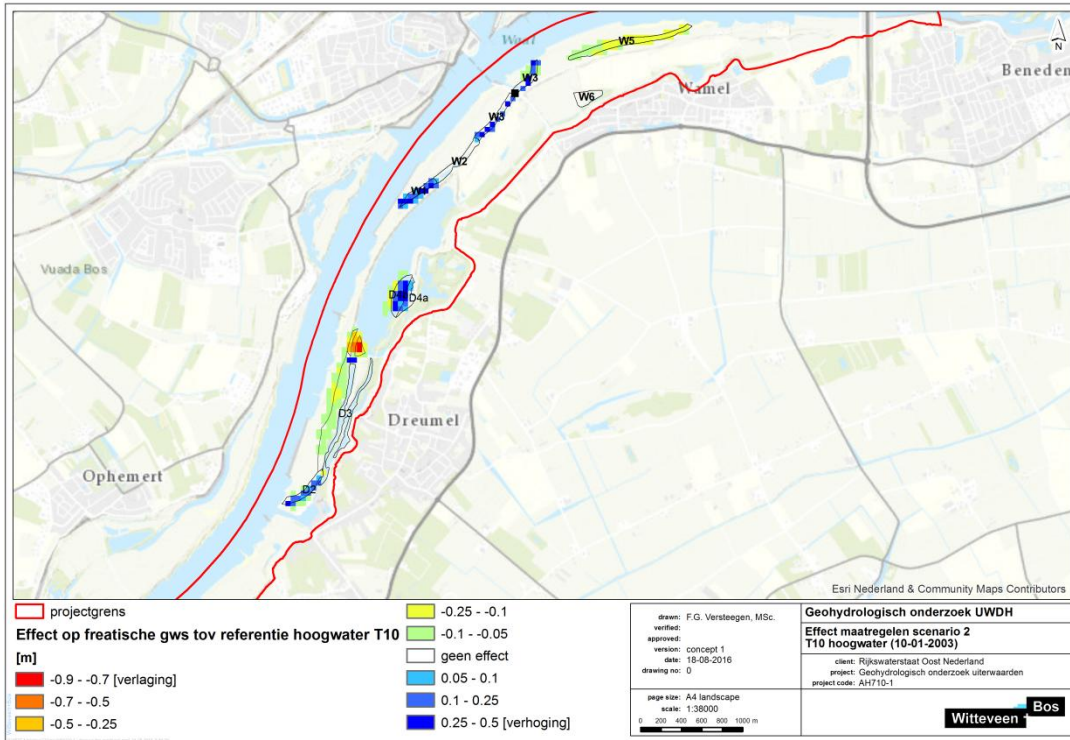 Waal
W5
N
W3
Beneden
W6
Wamel
W3
W2
W1
Vuada Bos
D4a
D3
Dreumel
Ophemert
D2
Esri Nederland & Community Maps Contributors
projectgrens
Effect op freatische gws tov referentie hoogwater T10
[m]
-0.9 - -0.7 [verlaging]
-0.7 - -0.5
-0.5 - -0.25
-0.25 - -0.1
-0.1 - -0.05
geen effect
0.05 - 0.1
0.1 - 0.25
0.25 - 0.5 [verhoging]
drawn: F.G. Versteegen, MSc.
verified:
approved:
version: concept 1
date: 18-08-2016
drawing no: 0
page size: A4 landscape
scale: 1:38000
0 200 400 600 800 1000 m
Geohydrologisch onderzoek UWDH
Effect maatregelen scenario 2
T10 hoogwater (10-01-2003)
client: Rijkswaterstaat Oost Nederland
project: Geohydrologisch onderzoek uiterwaarden
project code: AH710-1
Witteveen + Bos